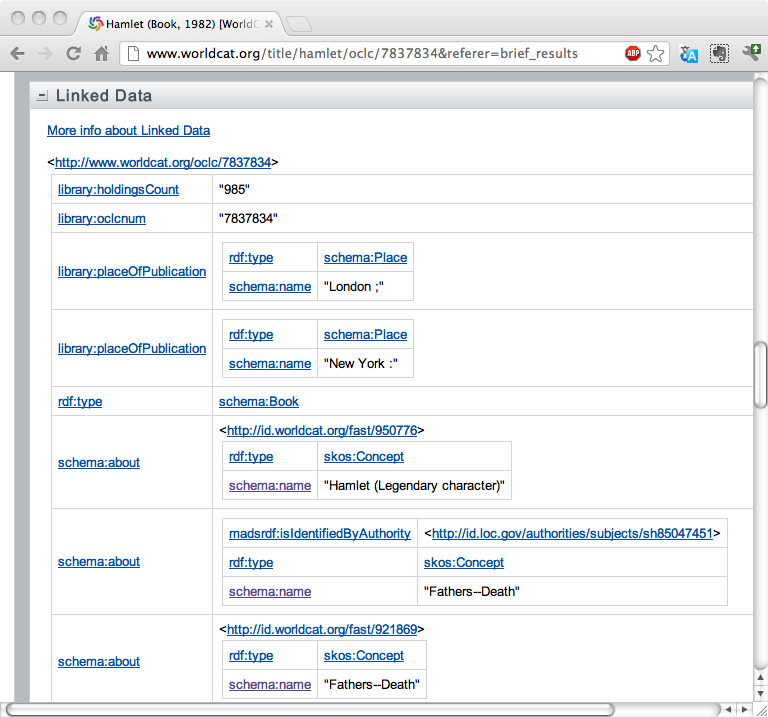 Hamlet (Book, 1982) [WorldC
www.worldcat.org/title/hamlet/oclc/7837834&referer=brief_results
ABP
Linked Data
More info about Linked Data
<http://www.worldcat.org/oclc/7837834>
library:holdingsCount "985"
library:oclcnum "7837834"
rdf:type schema:Place
library:placeOfPublication
schema:name "London ;"
rdf:type schema:Place
library:placeOfPublication
schema:name "New York :"
rdf:type schema:Book
<http://id.worldcat.org/fast/950776>
rdf:type skos:Concept
schema:about
schema:name "Hamlet (Legendary character)"
madsrdf:isIdentifiedByAuthority <http://id.loc.gov/authorities/subjects/sh85047451>
schema:about rdf:type skos:Concept
schema:name "Fathers--Death"
<http://id.worldcat.org/fast/921869>
schema:about rdf:type skos:Concept
schema:name "Fathers--Death"